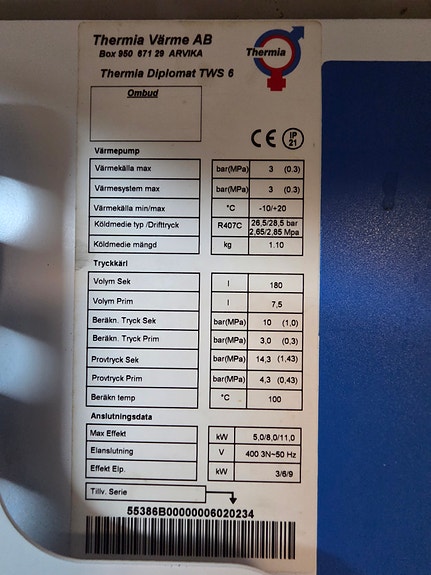 Thermia Värme AB
Box 950 671 29 ARVIKA
Thermia
Thermia Diplomat TWS 6
Ombud
CE IP 21
Värmepump
Värmekälla max bar(MPa) 3 (0.3)
Värmesystem max bar(MPa) 3 (0.3)
Värmekälla min/max °C -10/+20
Köldmedie typ /Drifttryck R407C 26,5/28,5 bar
2,65/2,85 Mpa
Köldmedie mängd kg 1.10
Tryckkärl
Volym Sek l 180
Volym Prim l 7,5
Beräkn. Tryck Sek bar(MPa) 10 (1,0)
Beräkn. Tryck Prim bar(MPa) 3,0 (0.3)
Provtryck Sek bar(MPa) 14,3 (1,43)
Provtryck Prim bar(MPa) 4,3 (0,43)
Beräkn temp °C 100
Anslutningsdata
Max Effekt kW 5,0/8,0/11,0
Elanslutning V 400 3N~50 Hz
Effekt Elp. kW 3/6/9
Tillv. Serie
55386B00000006020234